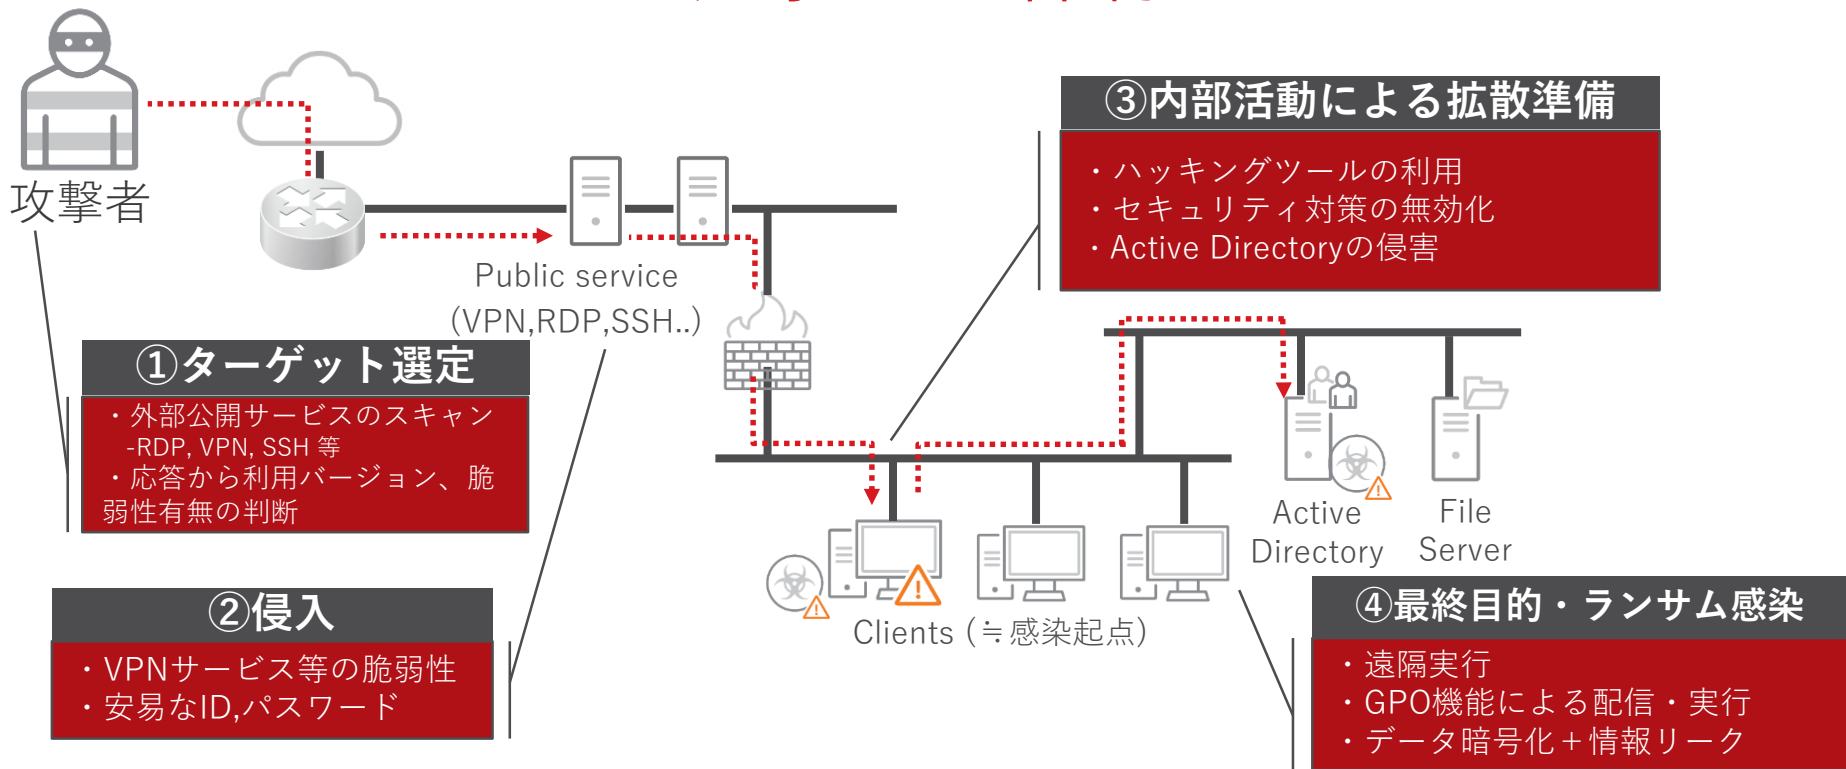 攻撃者
Public service
(VPN,RDP,SSH..)
①ターゲット選定
・外部公開サービスのスキャン
-RDP, VPN, SSH 等
・応答から利用バージョン、脆
弱性有無の判断
②侵入
・VPNサービス等の脆弱性
・安易なID,パスワード
③内部活動による拡散準備
・ハッキングツールの利用
・セキュリティ対策の無効化
・Active Directoryの侵害
Active
Directory
File
Server
Clients (≒感染起点)
④最終目的・ランサム感染
・遠隔実行
・GPO機能による配信・実行
・データ暗号化＋情報リーク